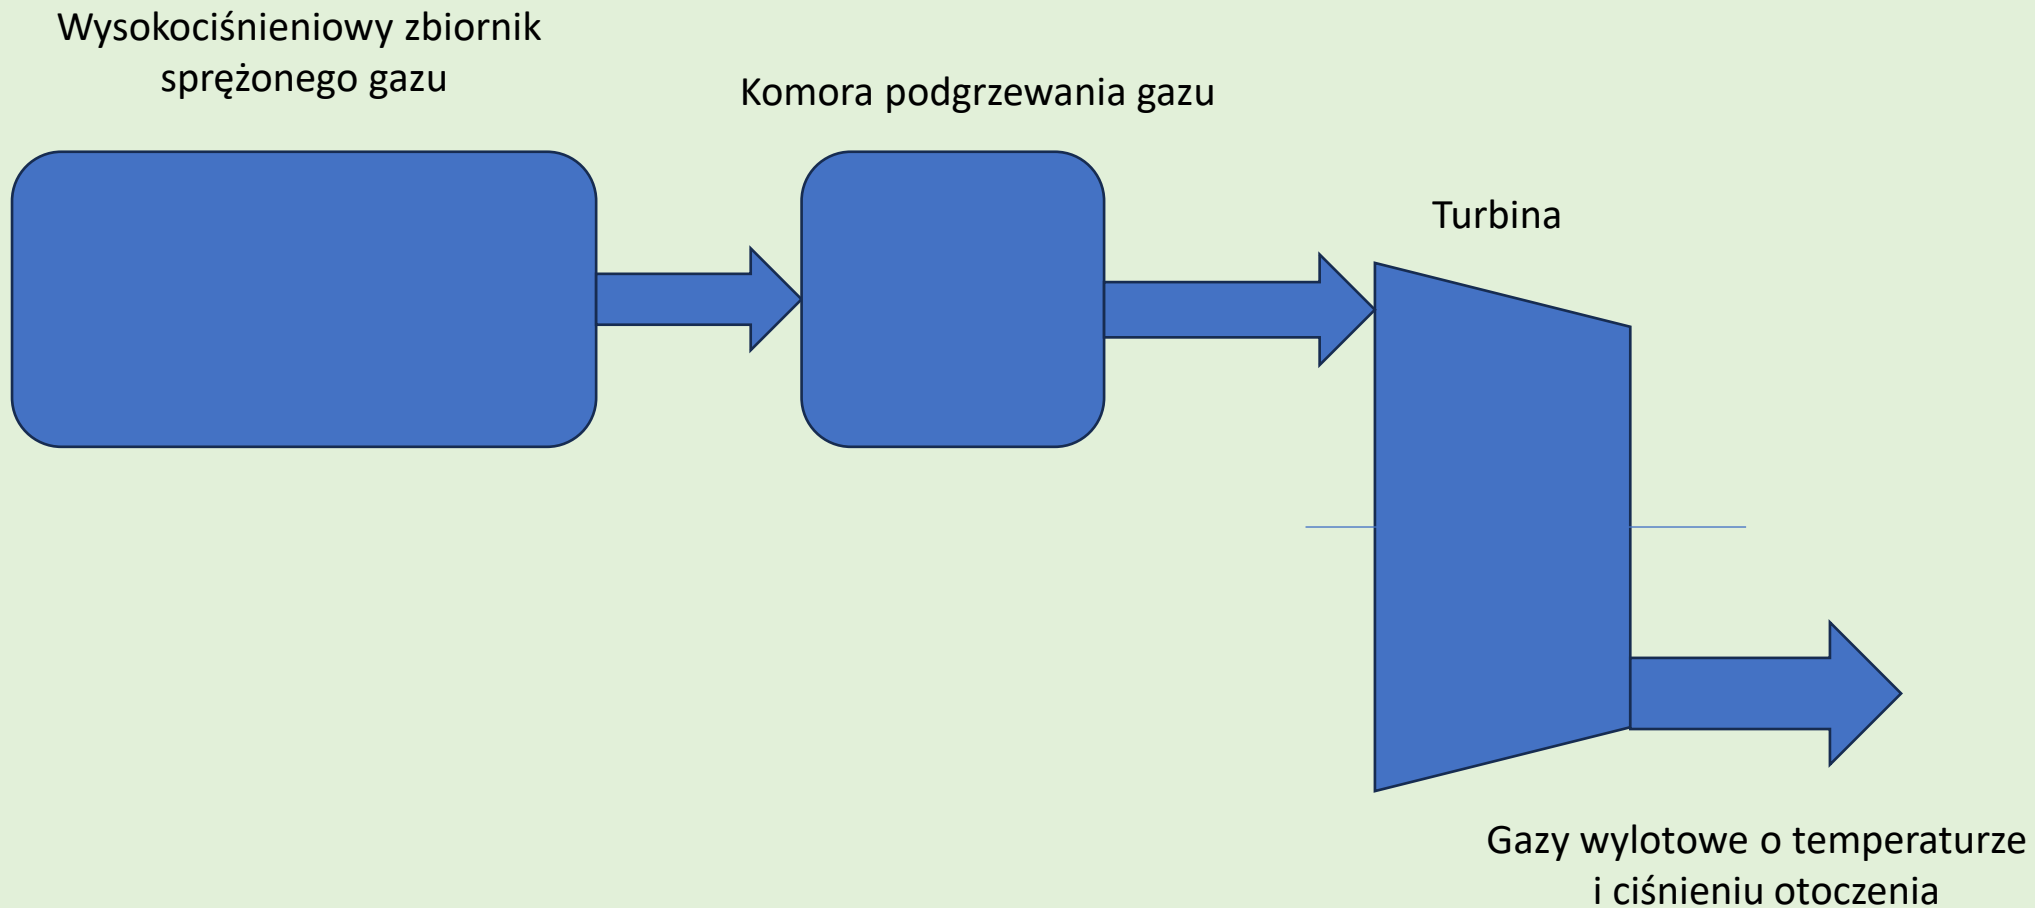 Wysokociśnieniowy zbiornik
sprężonego gazu
Komora podgrzewania gazu
Turbina
Gazy wylotowe o temperaturze
i ciśnieniu otoczenia